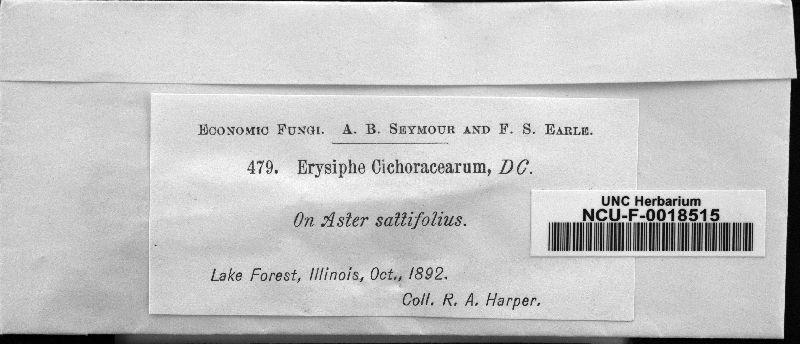 ECONOMIC FUNGI. A. B. SEYMOUR AND F. S. EARLE.
479. Erysiphe Cichoracearum, DC.
On Aster sattifolius.
Lake Forest, Illinois, Oct., 1892.
Coll. R. A. Harper.
UNC Herbarium
NCU-F-0018515